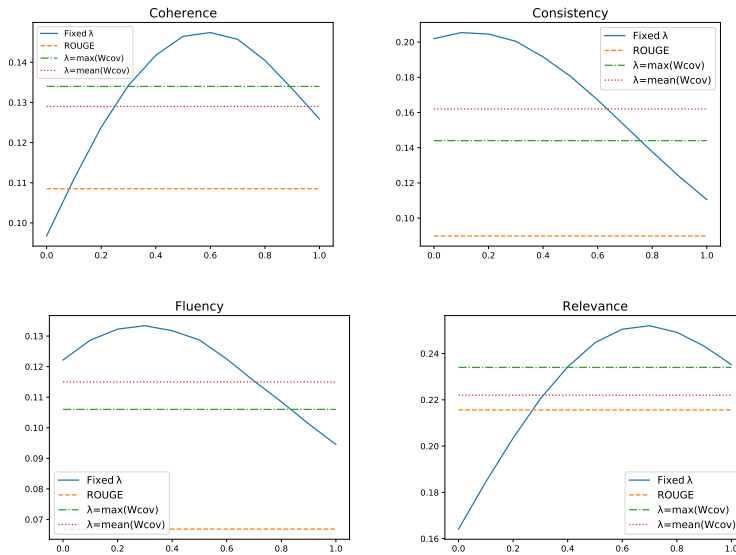 Coherence
Fixed λ
ROUGE
λ=max(Wcov)
λ=mean(Wcov)
0.14
0.13
0.12
0.11
0.10
0.0 0.2 0.4 0.6 0.8 1.0
Consistency
Fixed λ
ROUGE
λ=max(Wcov)
λ=mean(Wcov)
0.20
0.18
0.16
0.14
0.12
0.10
0.0 0.2 0.4 0.6 0.8 1.0
Fluency
0.13
0.12
0.11
0.10
0.09
0.08
0.07
Fixed λ
ROUGE
λ=max(Wcov)
λ=mean(Wcov)
0.0 0.2 0.4 0.6 0.8 1.0
Relevance
0.24
0.22
0.20
0.18
0.16
Fixed λ
ROUGE
λ=max(Wcov)
λ=mean(Wcov)
0.0 0.2 0.4 0.6 0.8 1.0